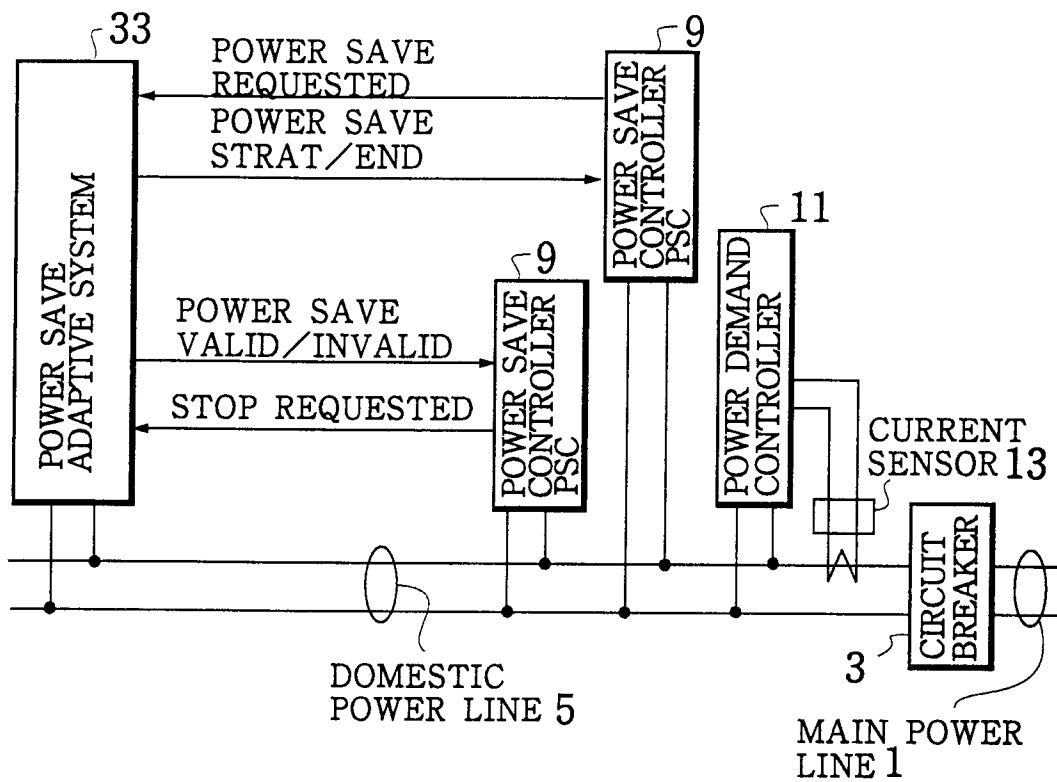 33
POWER SAVE
ADAPTIVE SYSTEM
POWER SAVE
REQUESTED
POWER SAVE
STRAT/END
9
POWER SAVE
CONTROLLER
PSC
POWER SAVE
VALID/INVALID
STOP REQUESTED
9
POWER SAVE
CONTROLLER
PSC
11
POWER DEMAND
CONTROLLER
CURRENT
SENSOR 13
CIRCUIT
BREAKER
3
DOMESTIC
POWER LINE 5
MAIN POWER
LINE 1